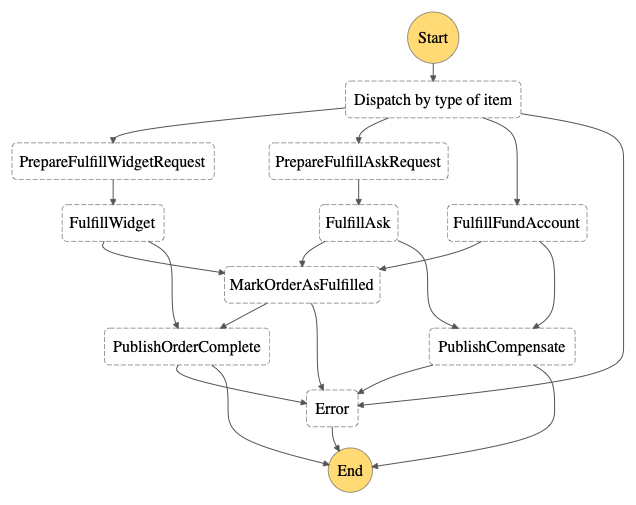 Start
Dispatch by type of item
PrepareFulfillWidgetRequest
PrepareFulfillAskRequest
FulfillWidget
FulfillAsk
FulfillFundAccount
MarkOrderAsFulfilled
PublishOrderComplete
PublishCompensate
Error
End